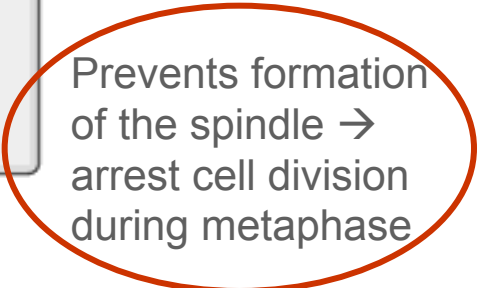 Prevents formation
of the spindle →
arrest cell division
during metaphase